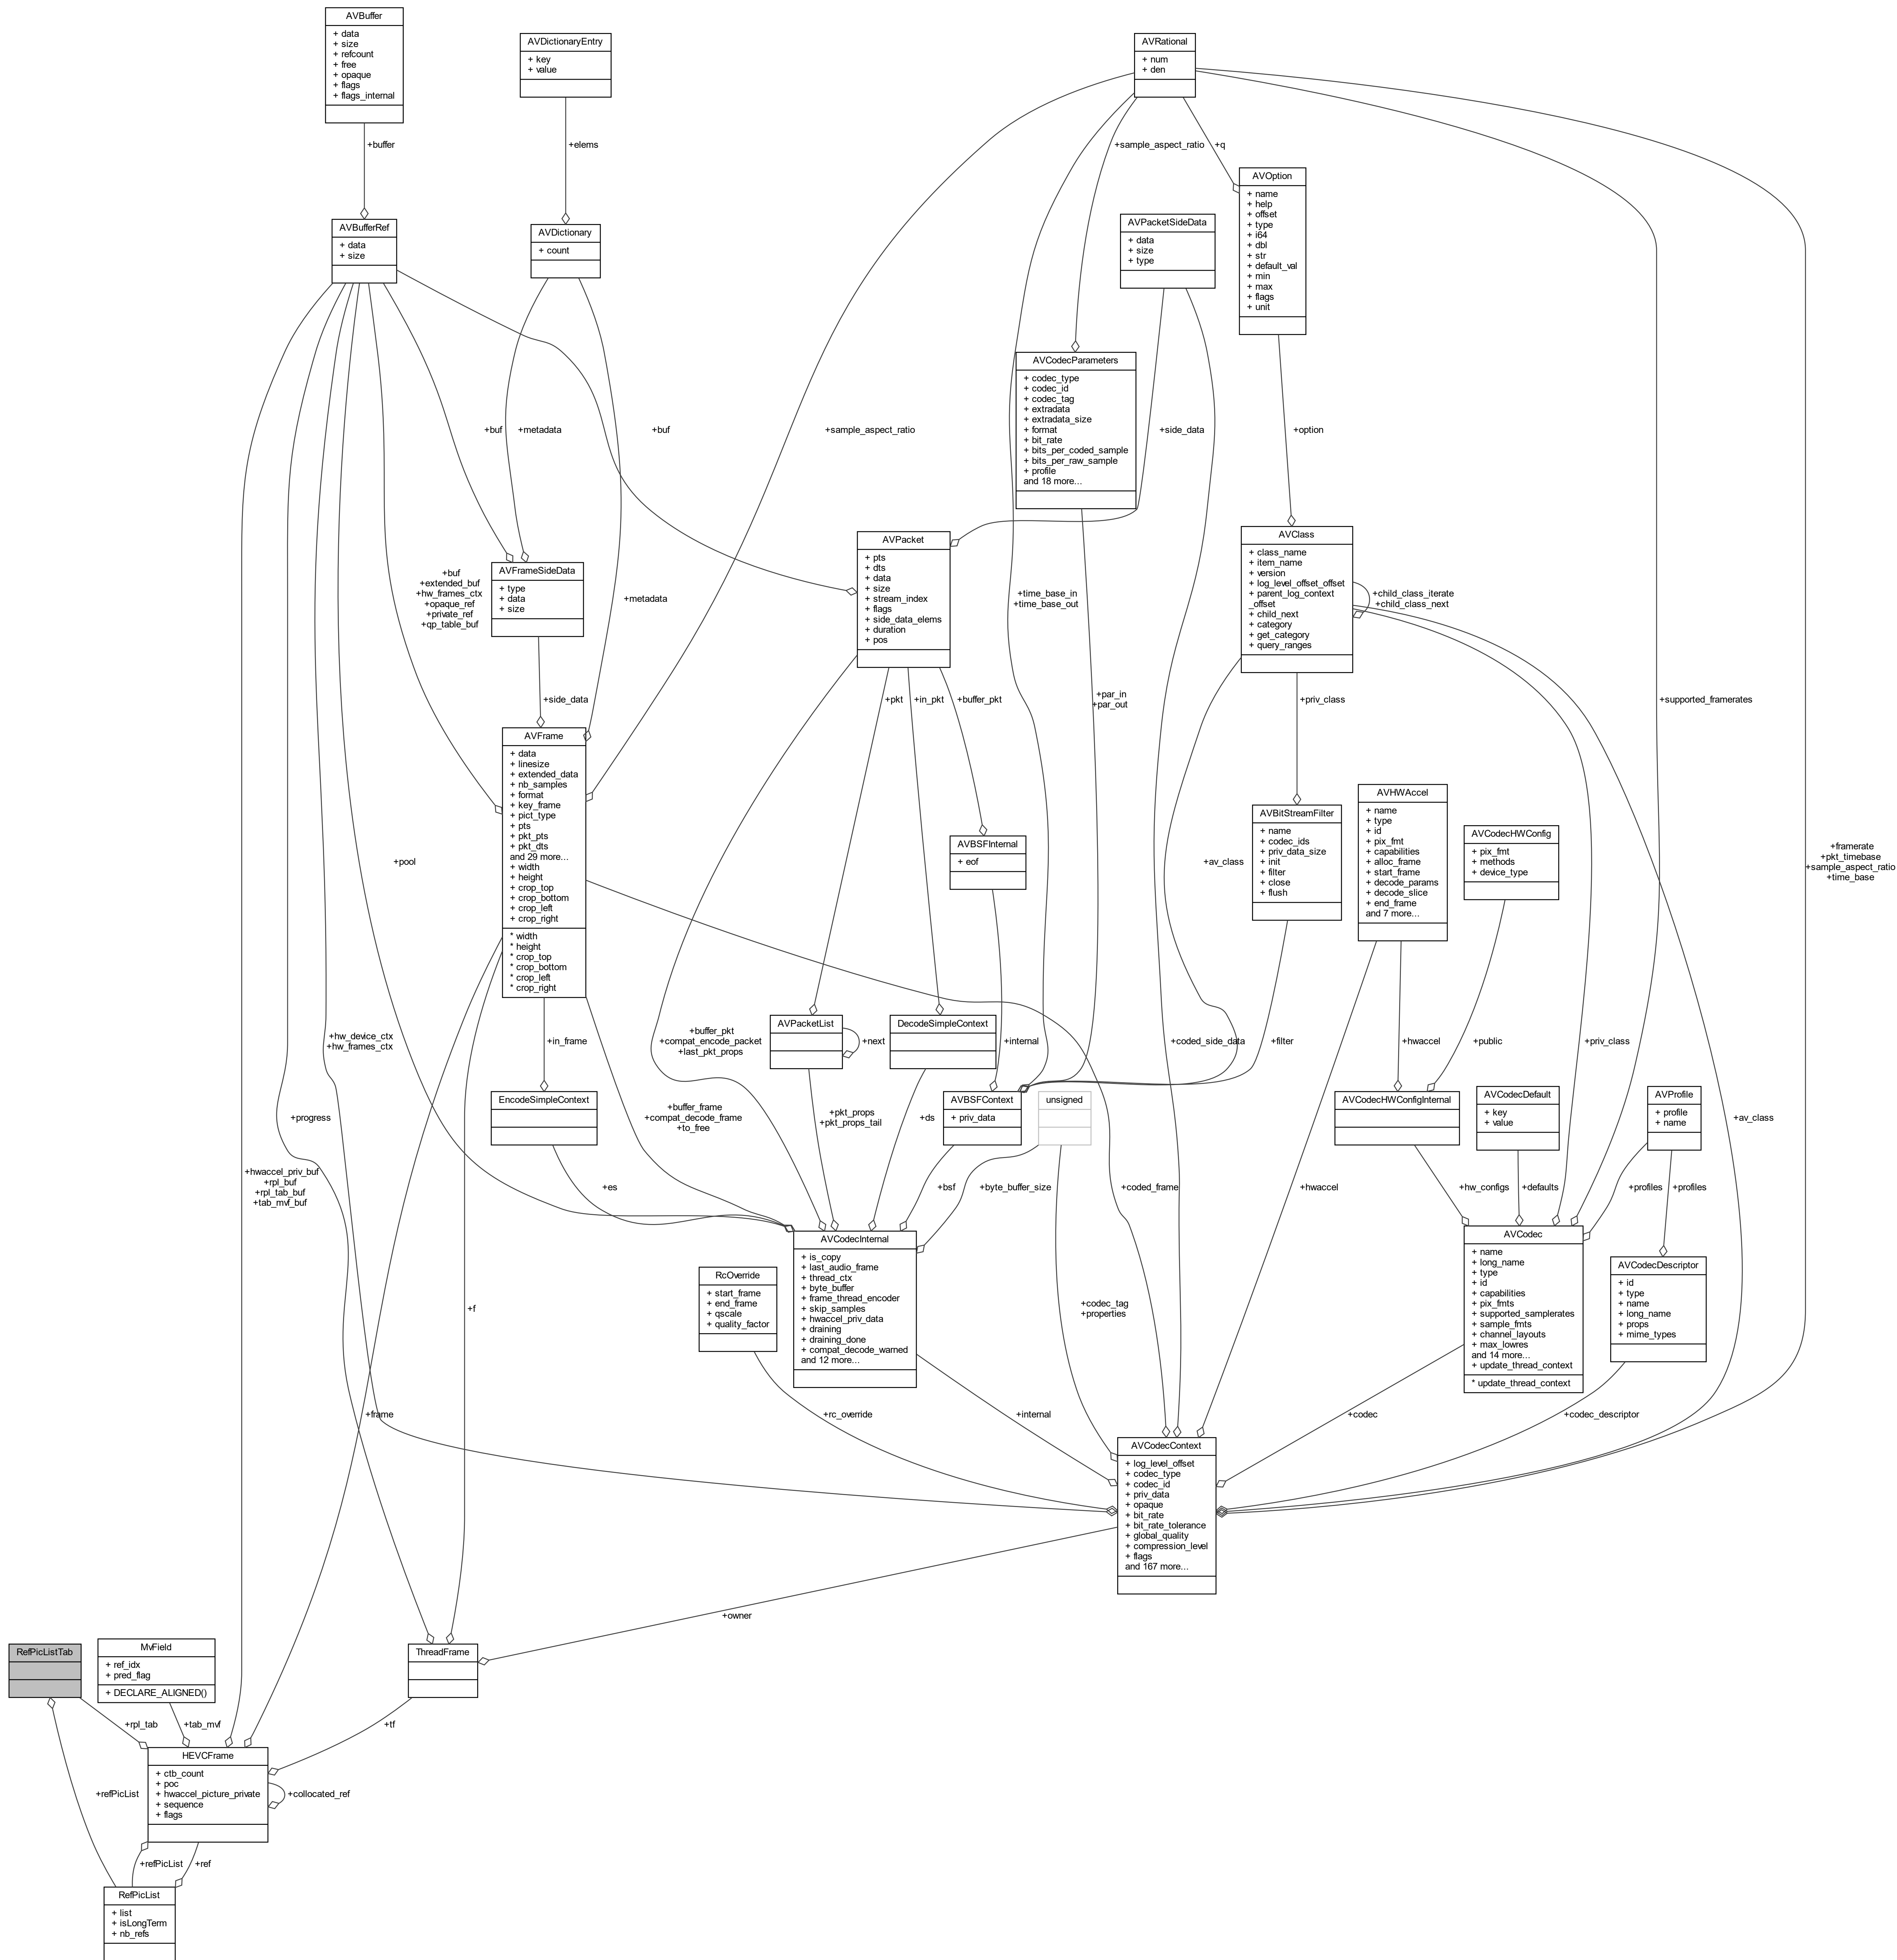 AVBuffer
+ data
+ size
+ refcount
+ free
+ opaque
+ flags
+ flags_internal
AVDictionaryEntry
+ key
+ value
AVRational
+ num
+ den
+buffer
+elems
+sample_aspect_ratio
+q
AVOption
+ name
+ help
+ offset
+ type
+ i64
+ dbl
+ str
+ default_val
+ min
+ max
+ flags
+ unit
AVBufferRef
+ data
+ size
AVDictionary
+ count
AVPacketSideData
+ data
+ size
+ type
AVCodecParameters
+ codec_type
+ codec_id
+ codec_tag
+ extradata
+ extradata_size
+ format
+ bit_rate
+ bits_per_coded_sample
+ bits_per_raw_sample
+ profile
and 18 more...
+buf
+metadata
+buf
+sample_aspect_ratio
+side_data
+option
AVPacket
+ pts
+ dts
+ data
+ size
+ stream_index
+ flags
+ side_data_elems
+ duration
+ pos
AVClass
+ class_name
+ item_name
+ version
+ log_level_offset_offset
+ parent_log_context
_offset
+ child_next
+ category
+ get_category
+ query_ranges
+child_class_iterate
+child_class_next
AVFrameSideData
+ type
+ data
+ size
+buf
+extended_buf
+hw_frames_ctx
+opaque_ref
+private_ref
+qp_table_buf
+metadata
+time_base_in
+time_base_out
+side_data
+pkt
+in_pkt
+buffer_pkt
+par_in
+par_out
+priv_class
+supported_framerates
AVFrame
+ data
+ linesize
+ extended_data
+ nb_samples
+ format
+ key_frame
+ pict_type
+ pts
+ pkt_pts
+ pkt_dts
and 29 more...
+ width
+ height
+ crop_top
+ crop_bottom
+ crop_left
+ crop_right
* width
* height
* crop_top
* crop_bottom
* crop_left
* crop_right
AVBSFInternal
+ eof
AVBitStreamFilter
+ name
+ codec_ids
+ priv_data_size
+ init
+ filter
+ close
+ flush
AVHWAccel
+ name
+ type
+ id
+ pix_fmt
+ capabilities
+ alloc_frame
+ start_frame
+ decode_params
+ decode_slice
+ end_frame
and 7 more...
AVCodecHWConfig
+ pix_fmt
+ methods
+ device_type
+framerate
+pkt_timebase
+sample_aspect_ratio
+time_base
+pool
+av_class
+hw_device_ctx
+hw_frames_ctx
+in_frame
+buffer_pkt
+compat_encode_packet
+last_pkt_props
AVPacketList
+next
DecodeSimpleContext
+internal
+coded_side_data
+filter
+hwaccel
+public
+priv_class
EncodeSimpleContext
+progress
+buffer_frame
+compat_decode_frame
+to_free
+pkt_props
+pkt_props_tail
+ds
AVBSFContext
+ priv_data
unsigned
AVCodecHWConfigInternal
AVCodecDefault
+ key
+ value
AVProfile
+ profile
+ name
+av_class
+hwaccel_priv_buf
+rpl_buf
+rpl_tab_buf
+tab_mvf_buf
+es
+bsf
+byte_buffer_size
+coded_frame
+hwaccel
+hw_configs
+defaults
+profiles
+profiles
AVCodecInternal
+ is_copy
+ last_audio_frame
+ thread_ctx
+ byte_buffer
+ frame_thread_encoder
+ skip_samples
+ hwaccel_priv_data
+ draining
+ draining_done
+ compat_decode_warned
and 12 more...
RcOverride
+ start_frame
+ end_frame
+ qscale
+ quality_factor
AVCodec
+ name
+ long_name
+ type
+ id
+ capabilities
+ pix_fmts
+ supported_samplerates
+ sample_fmts
+ channel_layouts
+ max_lowres
and 14 more...
+ update_thread_context
* update_thread_context
AVCodecDescriptor
+ id
+ type
+ name
+ long_name
+ props
+ mime_types
+f
+codec_tag
+properties
+frame
+rc_override
+internal
+codec
+codec_descriptor
AVCodecContext
+ log_level_offset
+ codec_type
+ codec_id
+ priv_data
+ opaque
+ bit_rate
+ bit_rate_tolerance
+ global_quality
+ compression_level
+ flags
and 167 more...
+owner
RefPicListTab
MvField
+ ref_idx
+ pred_flag
+ DECLARE_ALIGNED()
ThreadFrame
+rpl_tab
+tab_mvf
+tf
HEVCFrame
+ ctb_count
+ poc
+ hwaccel_picture_private
+ sequence
+ flags
+collocated_ref
+refPicList
+refPicList
+ref
RefPicList
+ list
+ isLongTerm
+ nb_refs